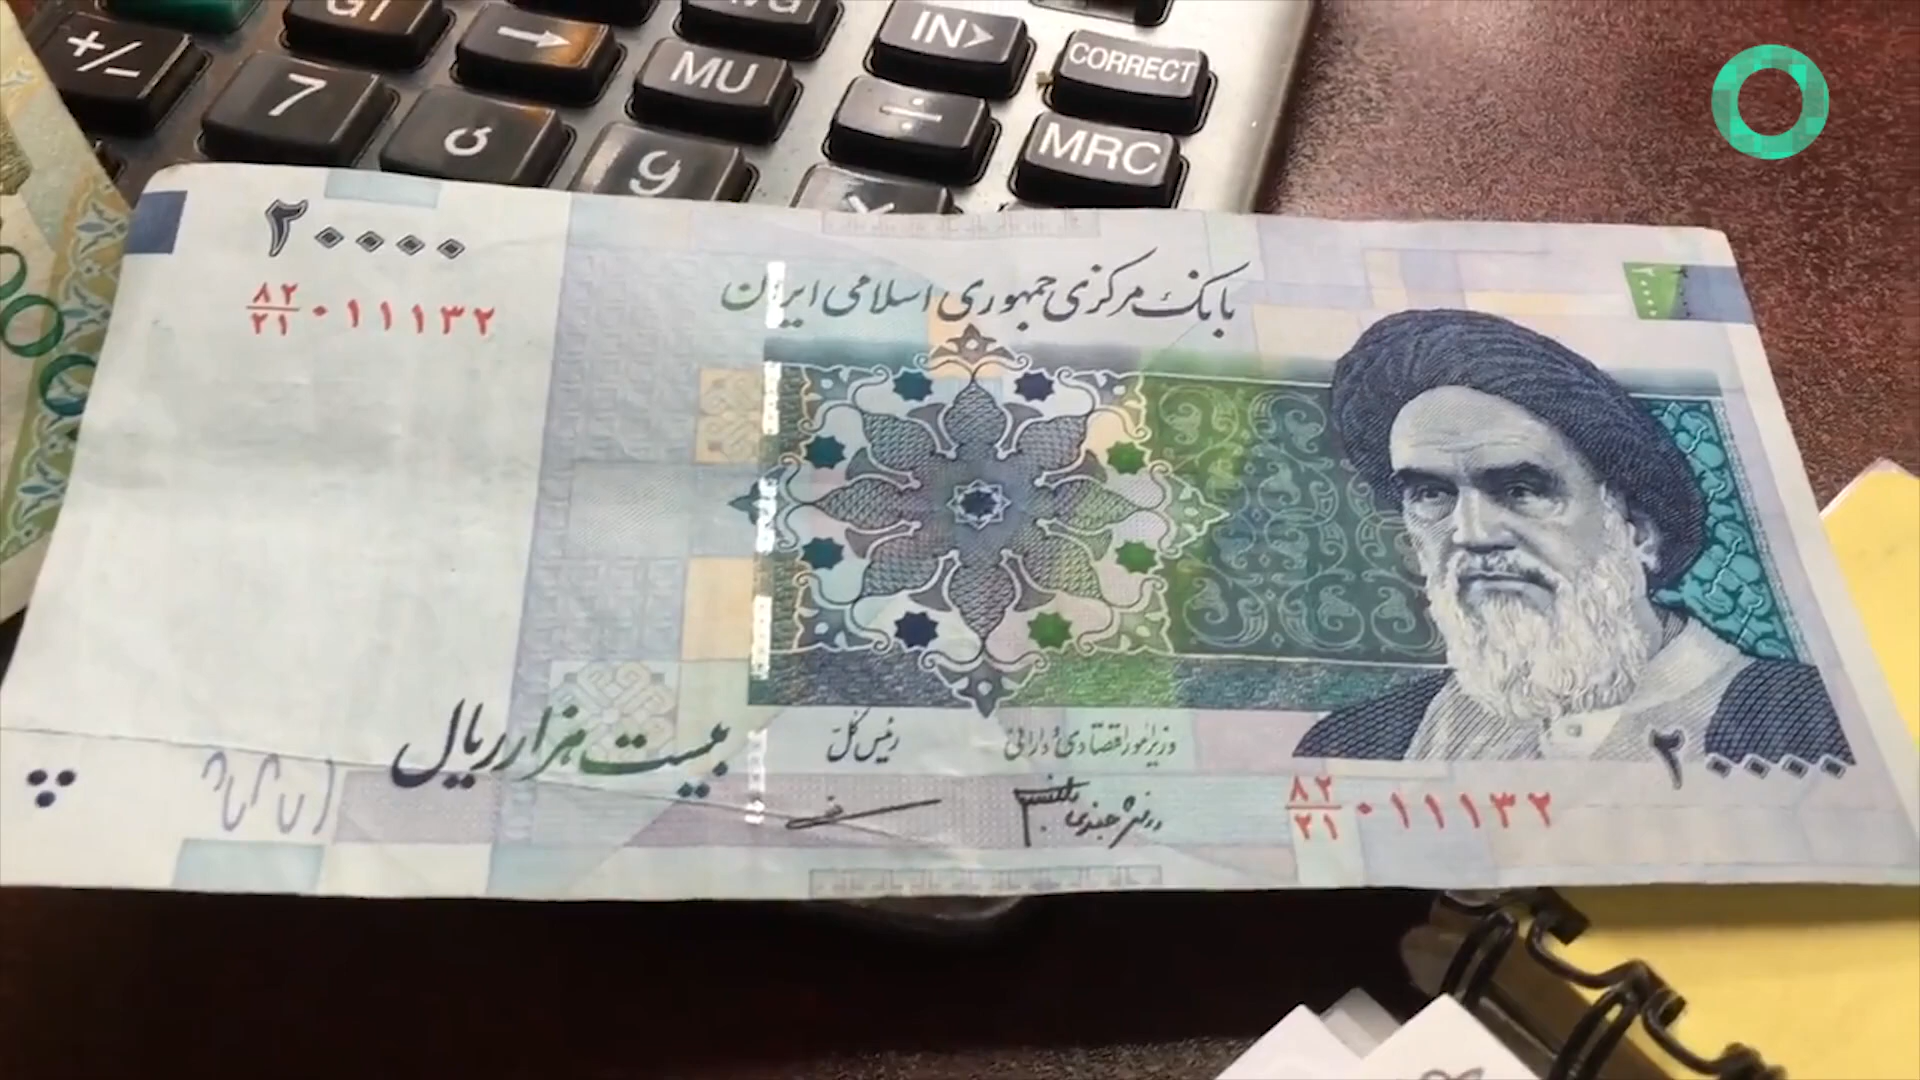 GT
+/-
→
MU
IN>
CORRECT
7
9
÷
MRC
۲۰۰۰۰
۸۲/۲۱ ۰۱۱۱۳۲
بانک مرکزی جمهوری اسلامی ایران
بیست هزار ریال
رئیس کل
وزیر امور اقتصادی و دارائی
۸۲/۲۱ ۰۱۱۱۳۲
۲۰۰۰۰